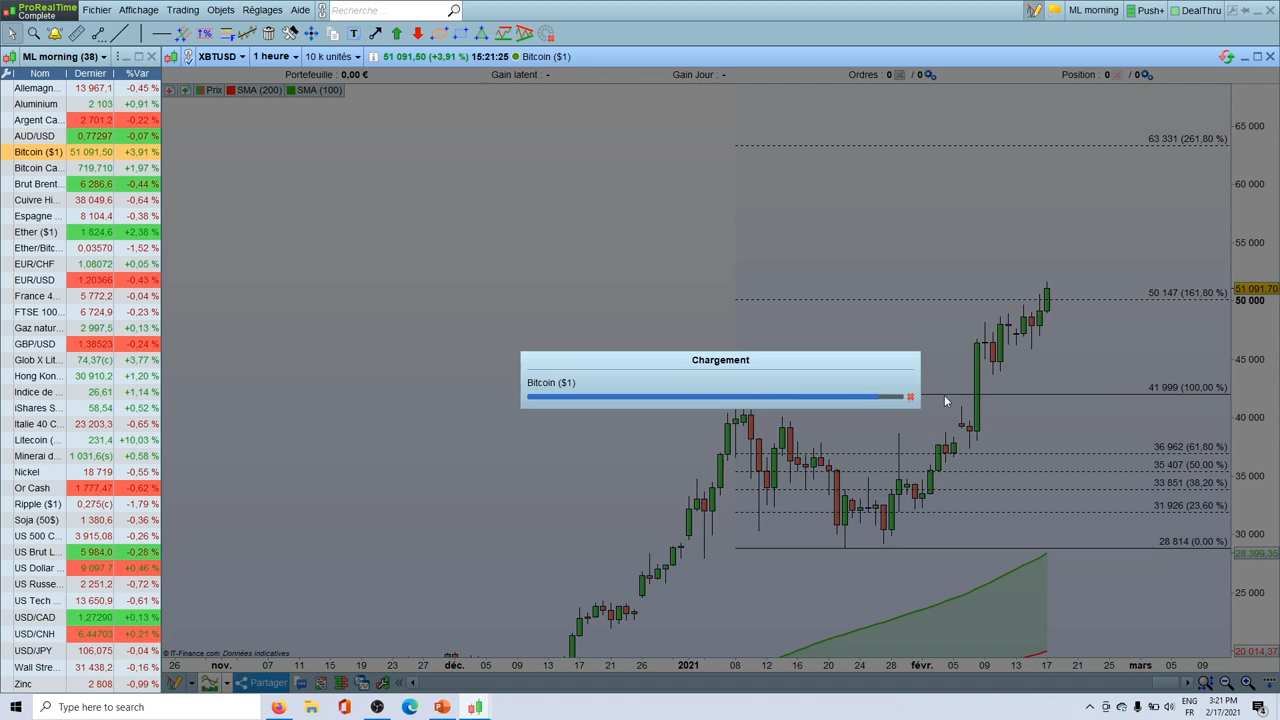 ProRealTime
Complete
Fichier Affichage Trading Objets Réglages Aide Recherche ... ML morning Push+ DealThru
ML morning (38) XBTUSD 1 heure 10 k unités 51 091,50 (+3,91 %) 15:21:25 Bitcoin ($1)
Nom Dernier %Var
Portefeuille : 0,00 € Gain latent : - Gain Jour : - Ordres : 0 / 0 Position : 0 / 0
Prix SMA (200) SMA (100)
Allemagn... 13 967,1 -0,45 %
Aluminium 2 103 +0,91 %
Argent Ca... 2 701,2 -0,22 %
AUD/USD 0,77297 -0,07 %
Bitcoin ($1) 51 091,50 +3,91 %
Bitcoin Ca... 719,710 +1,97 %
Brut Brent... 6 286,6 -0,44 %
Cuivre Hi... 38 049,6 -0,64 %
Espagne ... 8 104,4 -0,38 %
Ether ($1) 1 824,6 +2,38 %
Ether/Bitc... 0,03570 -1,52 %
EUR/CHF 1,08072 +0,05 %
EUR/USD 1,20366 -0,43 %
France 4... 5 772,2 -0,04 %
FTSE 100... 6 724,9 -0,23 %
Gaz natur... 2 997,5 +0,13 %
GBP/USD 1,38523 -0,24 %
Glob X Lit... 74,37(c) +3,77 %
Hong Kon... 30 910,2 +1,20 %
Indice de ... 26,61 +1,14 %
iShares S... 58,54 +0,52 %
Italie 40 C... 23 203,3 -0,65 %
Litecoin (... 231,4 +10,03 %
Minerai d... 1 031,6(s) +0,58 %
Nickel 18 719 -0,55 %
Or Cash 1 777,47 -0,62 %
Ripple ($1) 0,275(c) -1,79 %
Soja (50$) 1 380,6 -0,36 %
US 500 C... 3 915,08 -0,26 %
US Brut L... 5 984,0 -0,28 %
US Dollar ... 9 097,7 +0,46 %
US Russe... 2 251,2 -0,72 %
US Tech ... 13 650,9 -0,61 %
USD/CAD 1,27290 +0,13 %
USD/CNH 6,44703 +0,21 %
USD/JPY 106,075 -0,04 %
Wall Stre... 31 438,2 -0,16 %
Zinc 2 808 -0,99 %
65 000
63 331 (261,80 %)
60 000
55 000
51 091,70
50 147 (161,80 %)
50 000
45 000
41 999 (100,00 %)
40 000
36 962 (61,80 %)
35 407 (50,00 %)
35 000
33 851 (38,20 %)
31 926 (23,60 %)
30 000
28 814 (0,00 %)
25 000
20 014,37
Chargement
Bitcoin ($1)
© IT-Finance.com Données indicatives
26 nov. 07 11 17 23 déc. 04 09 15 21 25 2021 08 12 15 20 26 févr. 05 10 13 17 21 25 mars 09
Partager
Type here to search
ENG
FR
3:21 PM
2/17/2021
4